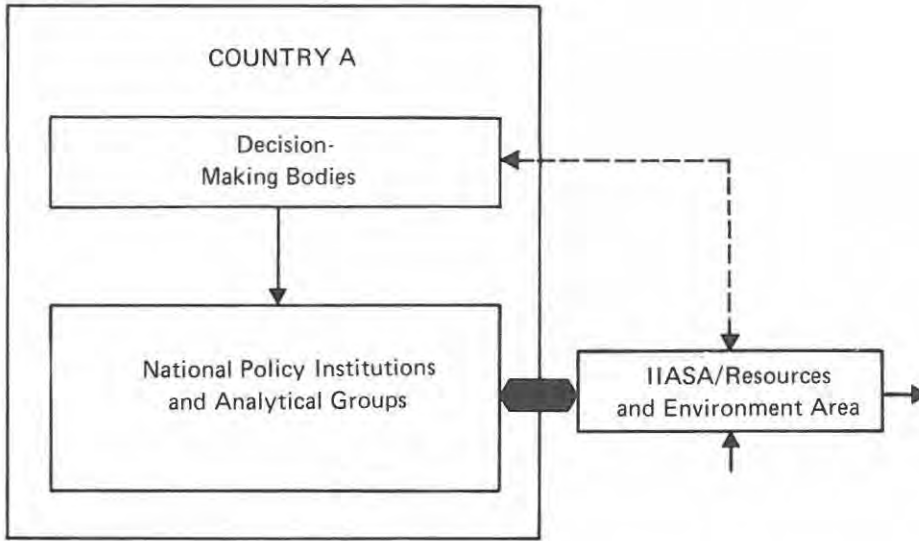 COUNTRY A
Decision-
Making Bodies
National Policy Institutions
and Analytical Groups
IIASA/Resources
and Environment Area